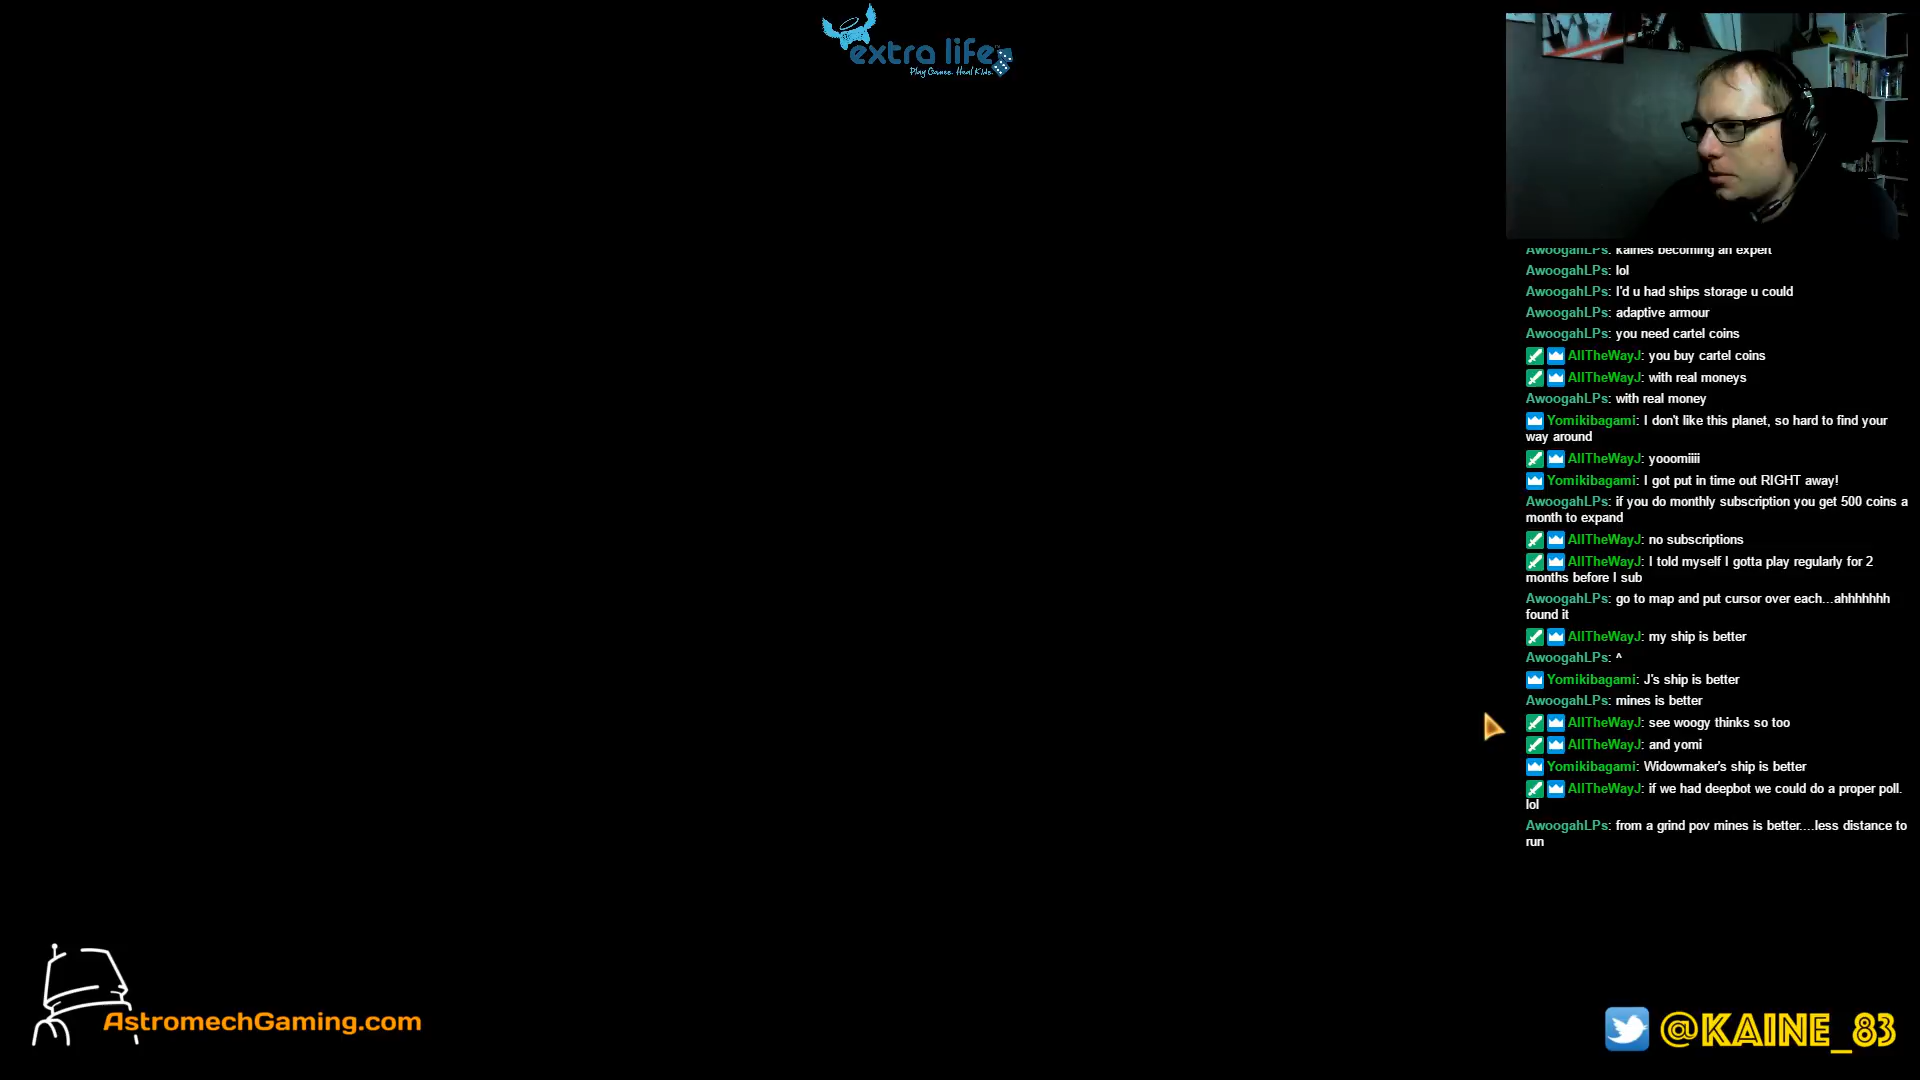 extra life
Play Games. Heal Kids.
AwoogahLPs: kaines becoming an expert
AwoogahLPs: lol
AwoogahLPs: I'd u had ships storage u could
AwoogahLPs: adaptive armour
AwoogahLPs: you need cartel coins
AllTheWayJ: you buy cartel coins
AllTheWayJ: with real moneys
AwoogahLPs: with real money
Yomikibagami: I don't like this planet, so hard to find your
way around
AllTheWayJ: yooomiiii
Yomikibagami: I got put in time out RIGHT away!
AwoogahLPs: if you do monthly subscription you get 500 coins a
month to expand
AllTheWayJ: no subscriptions
AllTheWayJ: I told myself I gotta play regularly for 2
months before I sub
AwoogahLPs: go to map and put cursor over each...ahhhhhhh
found it
AllTheWayJ: my ship is better
AwoogahLPs: ^
Yomikibagami: J's ship is better
AwoogahLPs: mines is better
AllTheWayJ: see woogy thinks so too
AllTheWayJ: and yomi
Yomikibagami: Widowmaker's ship is better
AllTheWayJ: if we had deepbot we could do a proper poll.
lol
AwoogahLPs: from a grind pov mines is better....less distance to
run
AstromechGaming.com
@KAINE_83